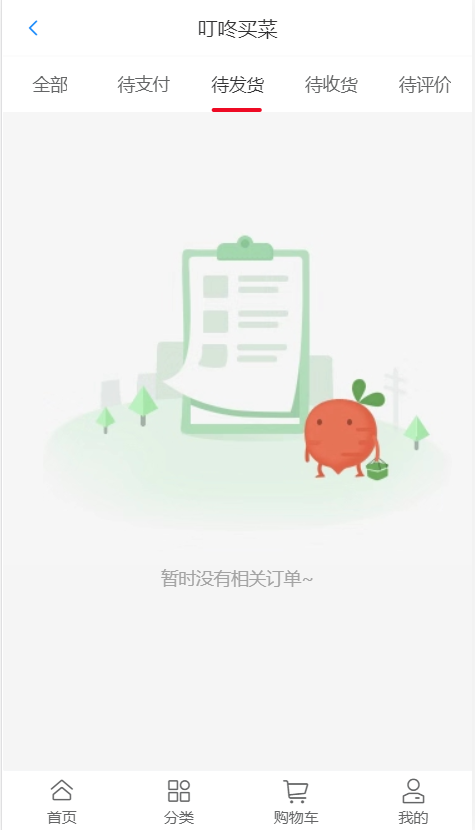 叮咚买菜
全部 待支付 待发货 待收货 待评价
暂时没有相关订单~
首页 分类 购物车 我的